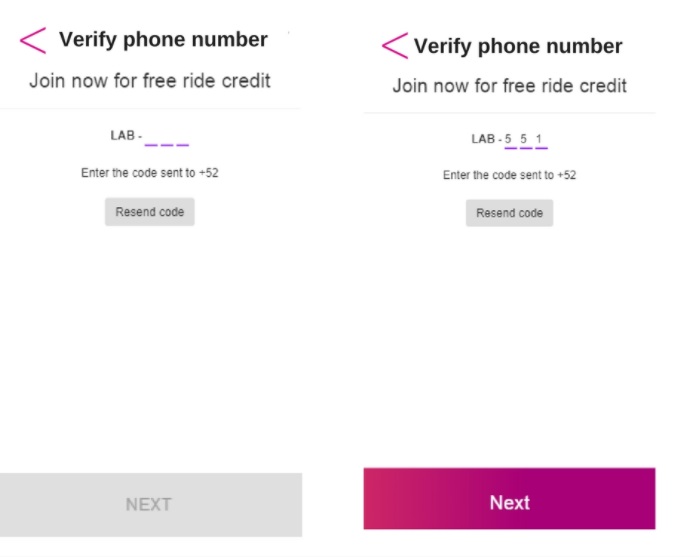 Verify phone number
Join now for free ride credit
LAB - _ _ _
Enter the code sent to +52
Resend code
NEXT
Verify phone number
Join now for free ride credit
LAB - 5 5 1
Enter the code sent to +52
Resend code
Next